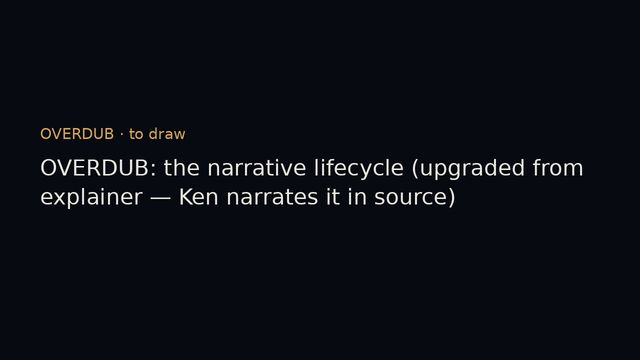 OVERDUB · to draw
OVERDUB: the narrative lifecycle (upgraded from
explainer — Ken narrates it in source)